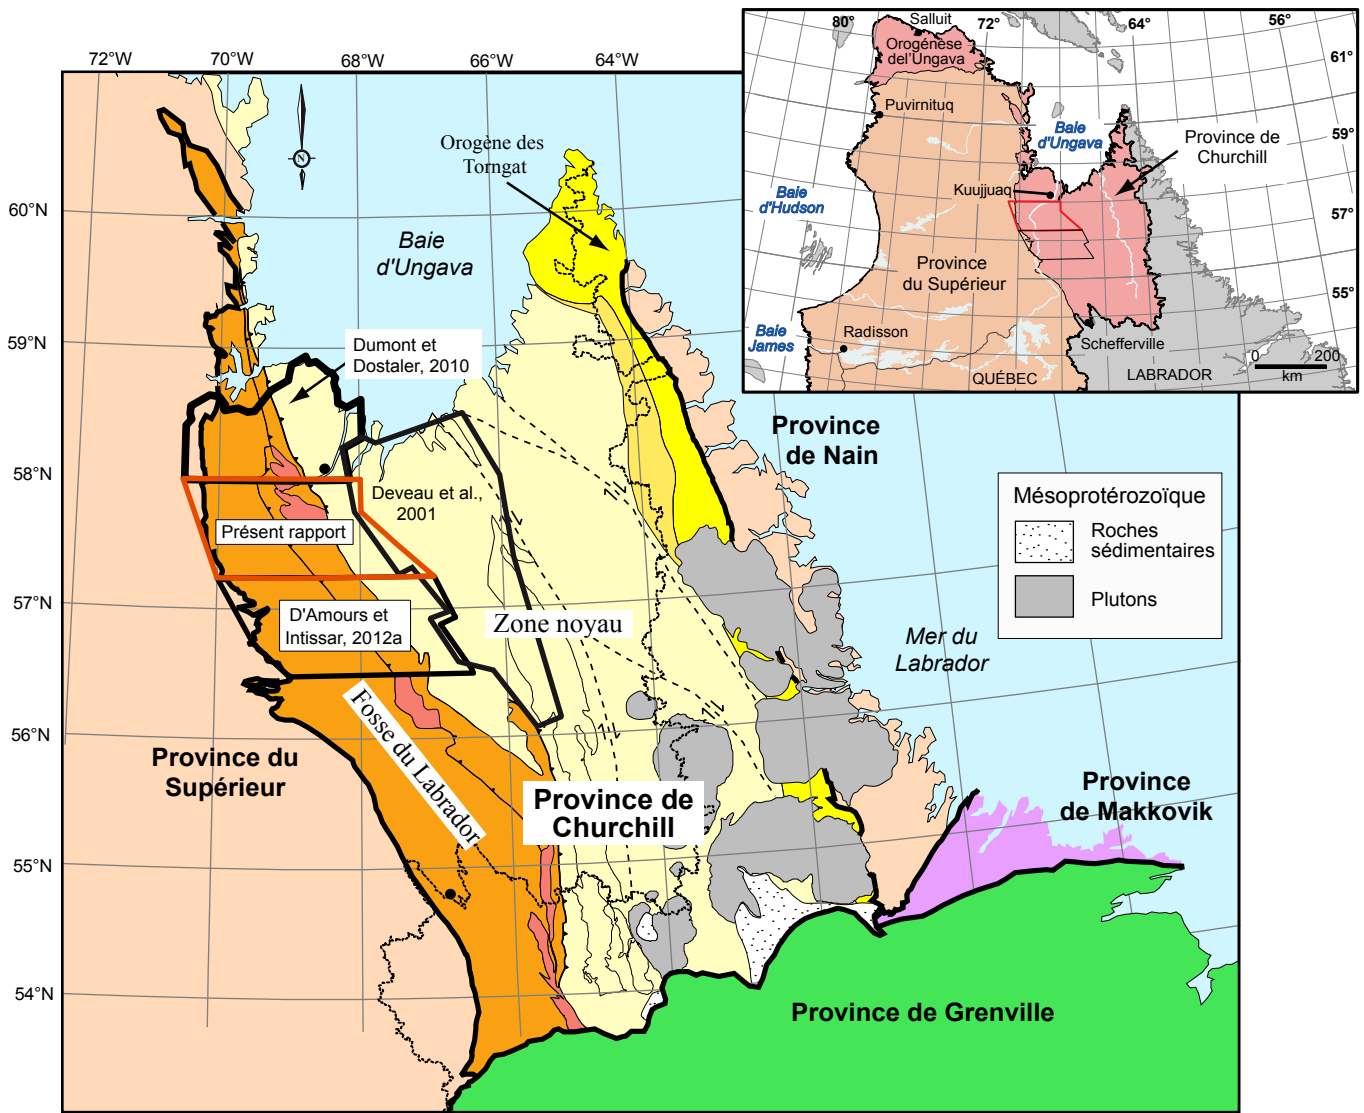 72°W
70°W
68°W
66°W
64°W
60°N
59°N
58°N
57°N
56°N
55°N
54°N
N
Orogène des
Torngat
Baie
d'Ungava
Dumont et
Dostaler, 2010
Deveau et al.,
2001
Présent rapport
D'Amours et
Intissar, 2012a
Zone noyau
Fosse du Labrador
Province du
Supérieur
Province de
Churchill
Province
de Nain
Mer du
Labrador
Province
de Makkovik
Province de Grenville
Mésoprotérozoïque
Roches
sédimentaires
Plutons
80°
Salluit
72°
64°
56°
61°
59°
57°
55°
Orogénèse
del'Ungava
Puvirnituq
Baie
d'Ungava
Province de
Churchill
Kuujjuaq
Baie
d'Hudson
Province
du Supérieur
Baie
James
Radisson
Schefferville
QUÉBEC
LABRADOR
0 200
km